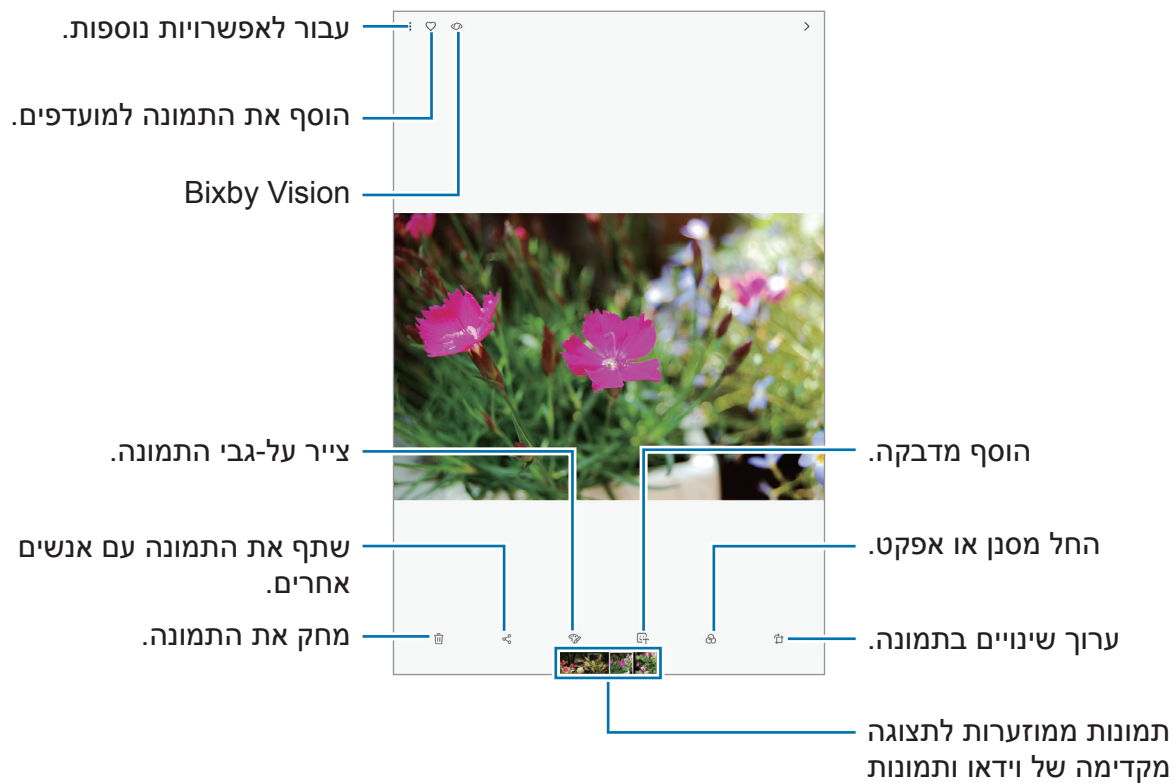 עבור לאפשרויות נוספות.
הוסף את התמונה למועדפים.
Bixby Vision
צייר על-גבי התמונה.
הוסף מדבקה.
שתף את התמונה עם אנשים
אחרים.
החל מסנן או אפקט.
מחק את התמונה.
ערוך שינויים בתמונה.
תמונות ממוזערות לתצוגה
מקדימה של וידאו ותמונות